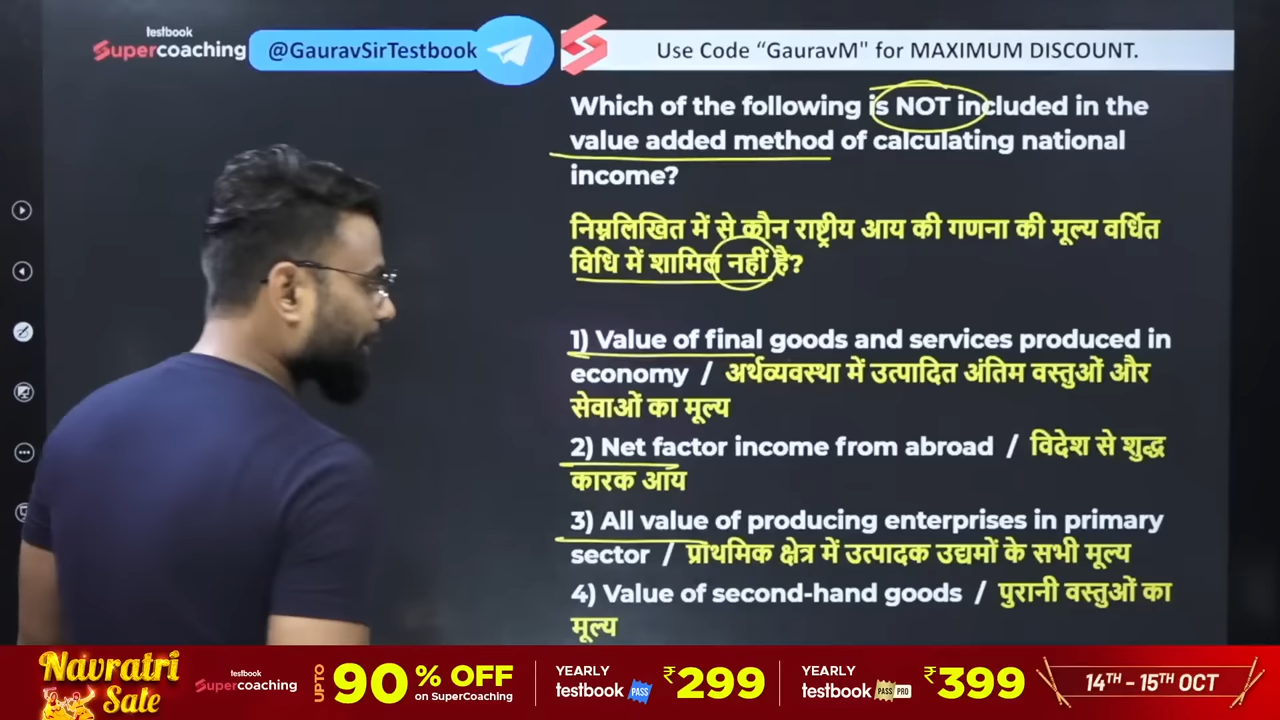 testbook
Supercoaching
@GauravSirTestbook
Use Code “GauravM" for MAXIMUM DISCOUNT.
Which of the following is NOT included in the
value added method of calculating national
income?
निम्नलिखित में से कौन राष्ट्रीय आय की गणना की मूल्य वर्धित
विधि में शामिल नहीं है?
1) Value of final goods and services produced in
economy / अर्थव्यवस्था में उत्पादित अंतिम वस्तुओं और
सेवाओं का मूल्य
2) Net factor income from abroad / विदेश से शुद्ध
कारक आय
3) All value of producing enterprises in primary
sector / प्राथमिक क्षेत्र में उत्पादक उद्यमों के सभी मूल्य
4) Value of second-hand goods / पुरानी वस्तुओं का
मूल्य
Navratri
Sale
testbook
Supercoaching
UPTO
90% OFF
on SuperCoaching
YEARLY
testbook PASS
₹299
YEARLY
testbook PASS PRO
₹399
14TH - 15TH OCT